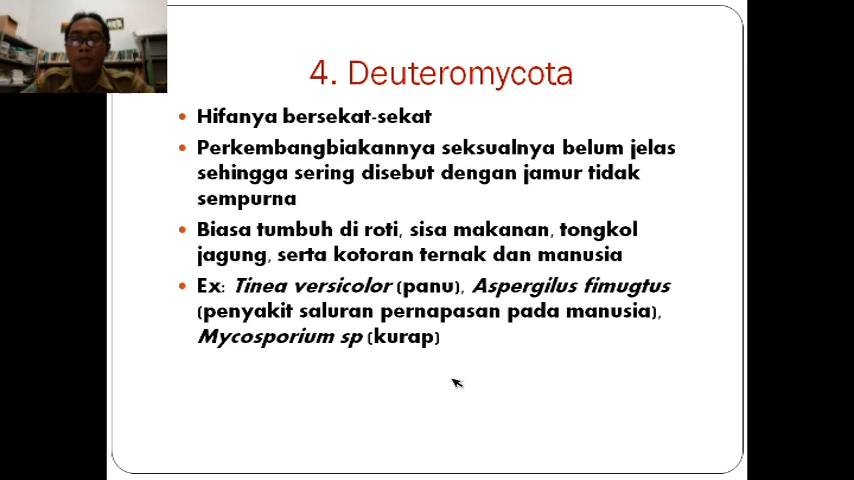 4. Deuteromycota
Hifanya bersekat-sekat
Perkembangbiakannya seksualnya belum jelas
sehingga sering disebut dengan jamur tidak
sempurna
Biasa tumbuh di roti, sisa makanan, tongkol
jagung, serta kotoran ternak dan manusia
Ex: Tinea versicolor (panu), Aspergilus fimugtus
(penyakit saluran pernapasan pada manusia),
Mycosporium sp (kurap)